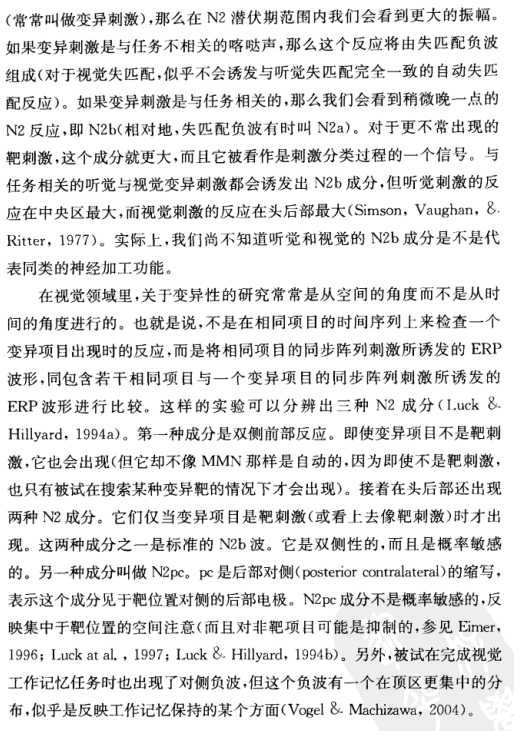 (常常叫做变异刺激),那么在 N2 潜伏期范围内我们会看到更大的振幅。
如果变异刺激是与任务不相关的喀哒声,那么这个反应将由失匹配负波
组成(对于视觉失匹配,似乎不会诱发与听觉失匹配完全一致的自动失匹
配反应)。如果变异刺激是与任务相关的,那么我们会看到稍微晚一点的
N2 反应,即 N2b(相对地,失匹配负波有时叫 N2a)。对于更不常出现的
靶刺激,这个成分就更大,而且它被看作是刺激分类过程的一个信号。与
任务相关的听觉与视觉变异刺激都会诱发出 N2b 成分,但听觉刺激的反
应在中央区最大,而视觉刺激的反应在头后部最大(Simson, Vaughan, &
Ritter, 1977)。实际上,我们尚不知道听觉和视觉的 N2b 成分是不是代
表同类的神经加工功能。
在视觉领域里,关于变异性的研究常常是从空间的角度而不是从时
间的角度进行的。也就是说,不是在相同项目的时间序列上来检查一个
变异项目出现时的反应,而是将相同项目的同步阵列刺激所诱发的 ERP
波形,同包含若干相同项目与一个变异项目的同步阵列刺激所诱发的
ERP 波形进行比较。这样的实验可以分辨出三种 N2 成分(Luck &
Hillyard, 1994a)。第一种成分是双侧前部反应。即使变异项目不是靶刺
激,它也会出现(但它却不像 MMN 那样是自动的,因为即使不是靶刺激,
也只有被试在搜索某种变异靶的情况下才会出现)。接着在头后部还出现
两种 N2 成分。它们仅当变异项目是靶刺激(或看上去像靶刺激)时才出
现。这两种成分之一是标准的 N2b 波。它是双侧性的,而且是概率敏感
的。另一种成分叫做 N2pc。pc 是后部对侧(posterior contralateral)的缩写,
表示这个成分见于靶位置对侧的后部电极。N2pc 成分不是概率敏感的,反
映集中于靶位置的空间注意(而且对非靶项目可能是抑制的,参见 Eimer,
1996; Luck at al., 1997; Luck & Hillyard, 1994b)。另外,被试在完成视觉
工作记忆任务时也出现了对侧负波,但这个负波有一个在顶区更集中的分
布,似乎是反映工作记忆保持的某个方面(Vogel & Machizawa, 2004)。